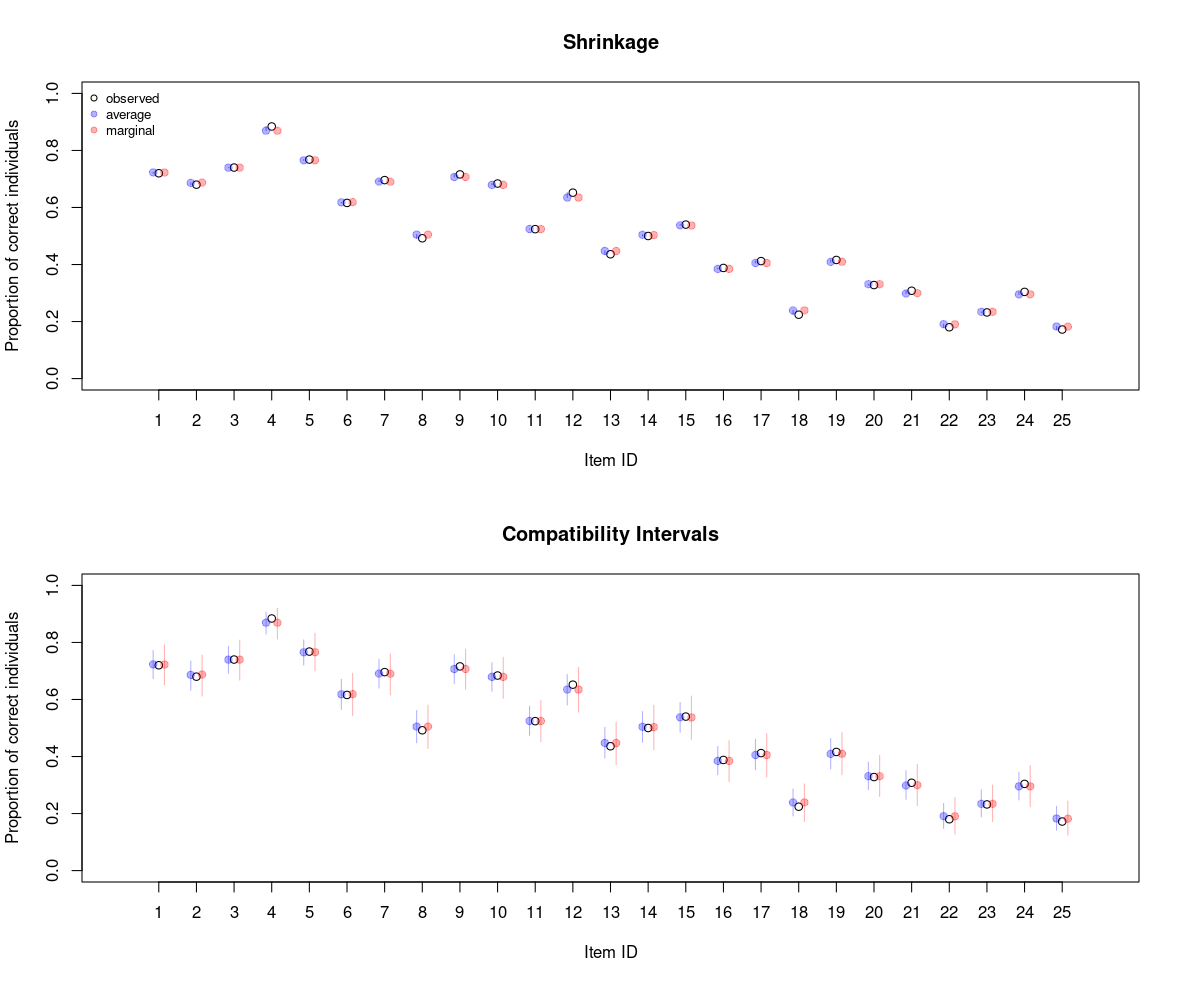 Shrinkage
Proportion of correct individuals
1.0
0.8
0.6
0.4
0.2
0.0
observed
average
marginal
1 2 3 4 5 6 7 8 9 10 11 12 13 14 15 16 17 18 19 20 21 22 23 24 25
Item ID
Compatibility Intervals
Proportion of correct individuals
1.0
0.8
0.6
0.4
0.2
0.0
1 2 3 4 5 6 7 8 9 10 11 12 13 14 15 16 17 18 19 20 21 22 23 24 25
Item ID